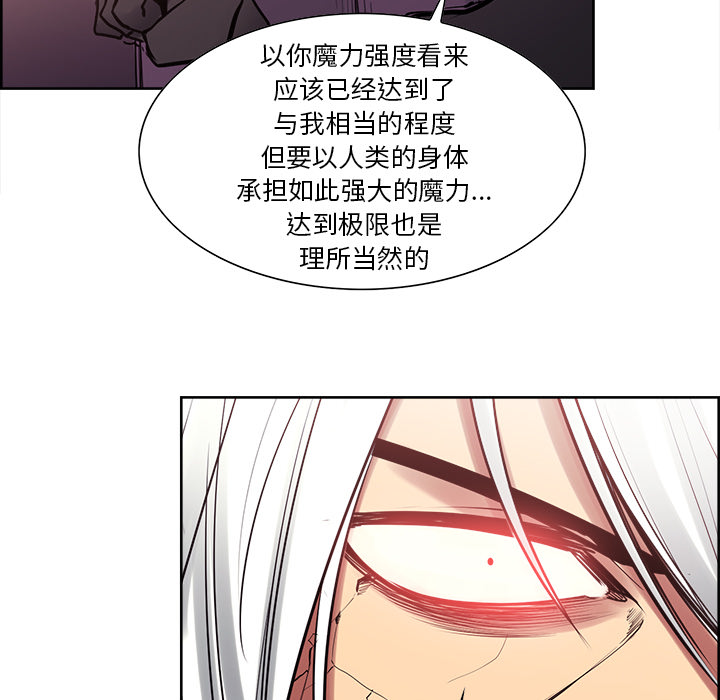 以你魔力强度看来
应该已经达到了
与我相当的程度
但要以人类的身体
承担如此强大的魔力...
达到极限也是
理所当然的